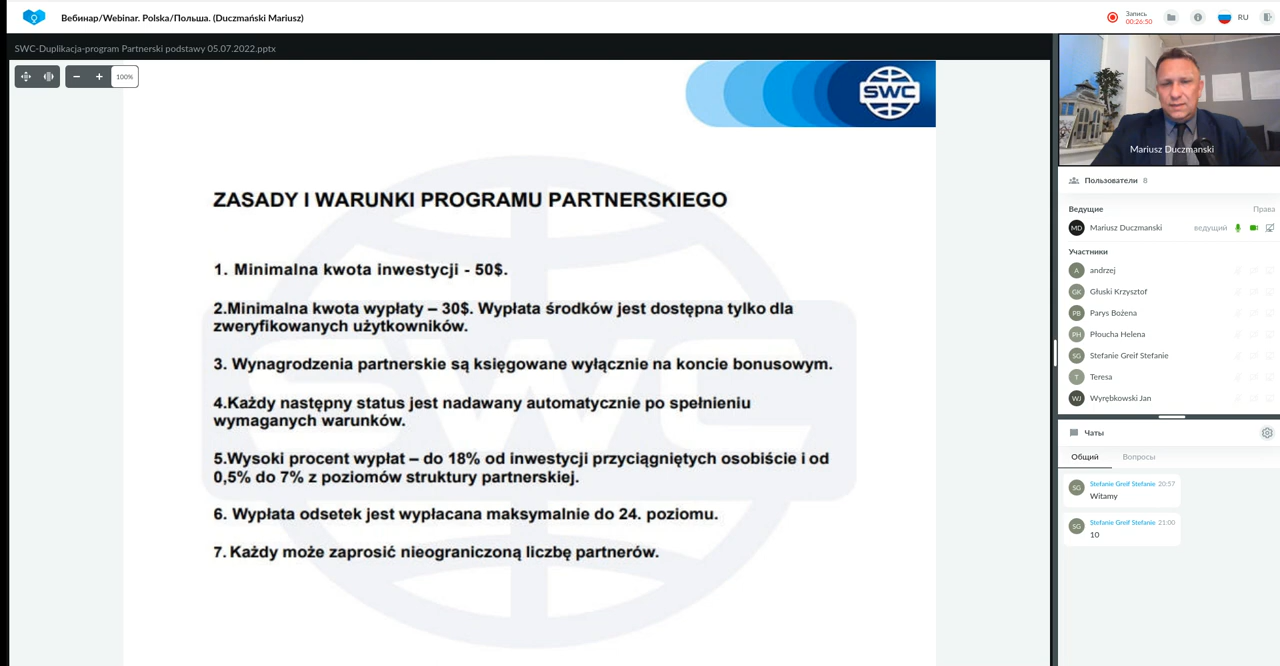 Вебинар/Webinar. Polska/Польша. (Duczmański Mariusz)
Запись
00:26:50
RU
SWC-Duplikacja-program Partnerski podstawy 05.07.2022.pptx
100%
SWC
ZASADY I WARUNKI PROGRAMU PARTNERSKIEGO
1. Minimalna kwota inwestycji - 50$.
2.Minimalna kwota wypłaty – 30$. Wypłata środków jest dostępna tylko dla
zweryfikowanych użytkowników.
3. Wynagrodzenia partnerskie są księgowane wyłącznie na koncie bonusowym.
4.Każdy następny status jest nadawany automatycznie po spełnieniu
wymaganych warunków.
5.Wysoki procent wypłat – do 18% od inwestycji przyciągniętych osobiście i od
0,5% do 7% z poziomów struktury partnerskiej.
6. Wypłata odsetek jest wypłacana maksymalnie do 24. poziomu.
7. Każdy może zaprosić nieograniczoną liczbę partnerów.
SWC
Mariusz Duczmanski
Пользователи 8
Ведущие Права
MD Mariusz Duczmanski ведущий
Участники
A andrzej
GK Głuski Krzysztof
PB Parys Bożena
PH Płoucha Helena
SG Stefanie Greif Stefanie
T Teresa
WJ Wyrębkowski Jan
Чаты
Общий Вопросы
SG Stefanie Greif Stefanie 20:57
Witamy
SG Stefanie Greif Stefanie 21:00
10